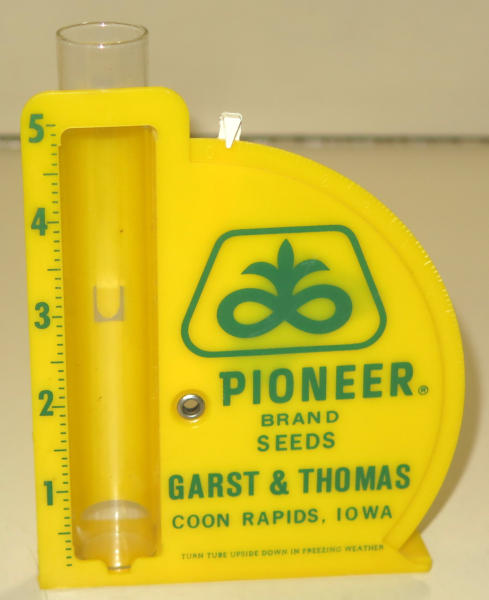 5
4
3
2
1
PIONEER®
BRAND
SEEDS
GARST & THOMAS
COON RAPIDS, IOWA
TURN TUBE UPSIDE DOWN IN FREEZING WEATHER